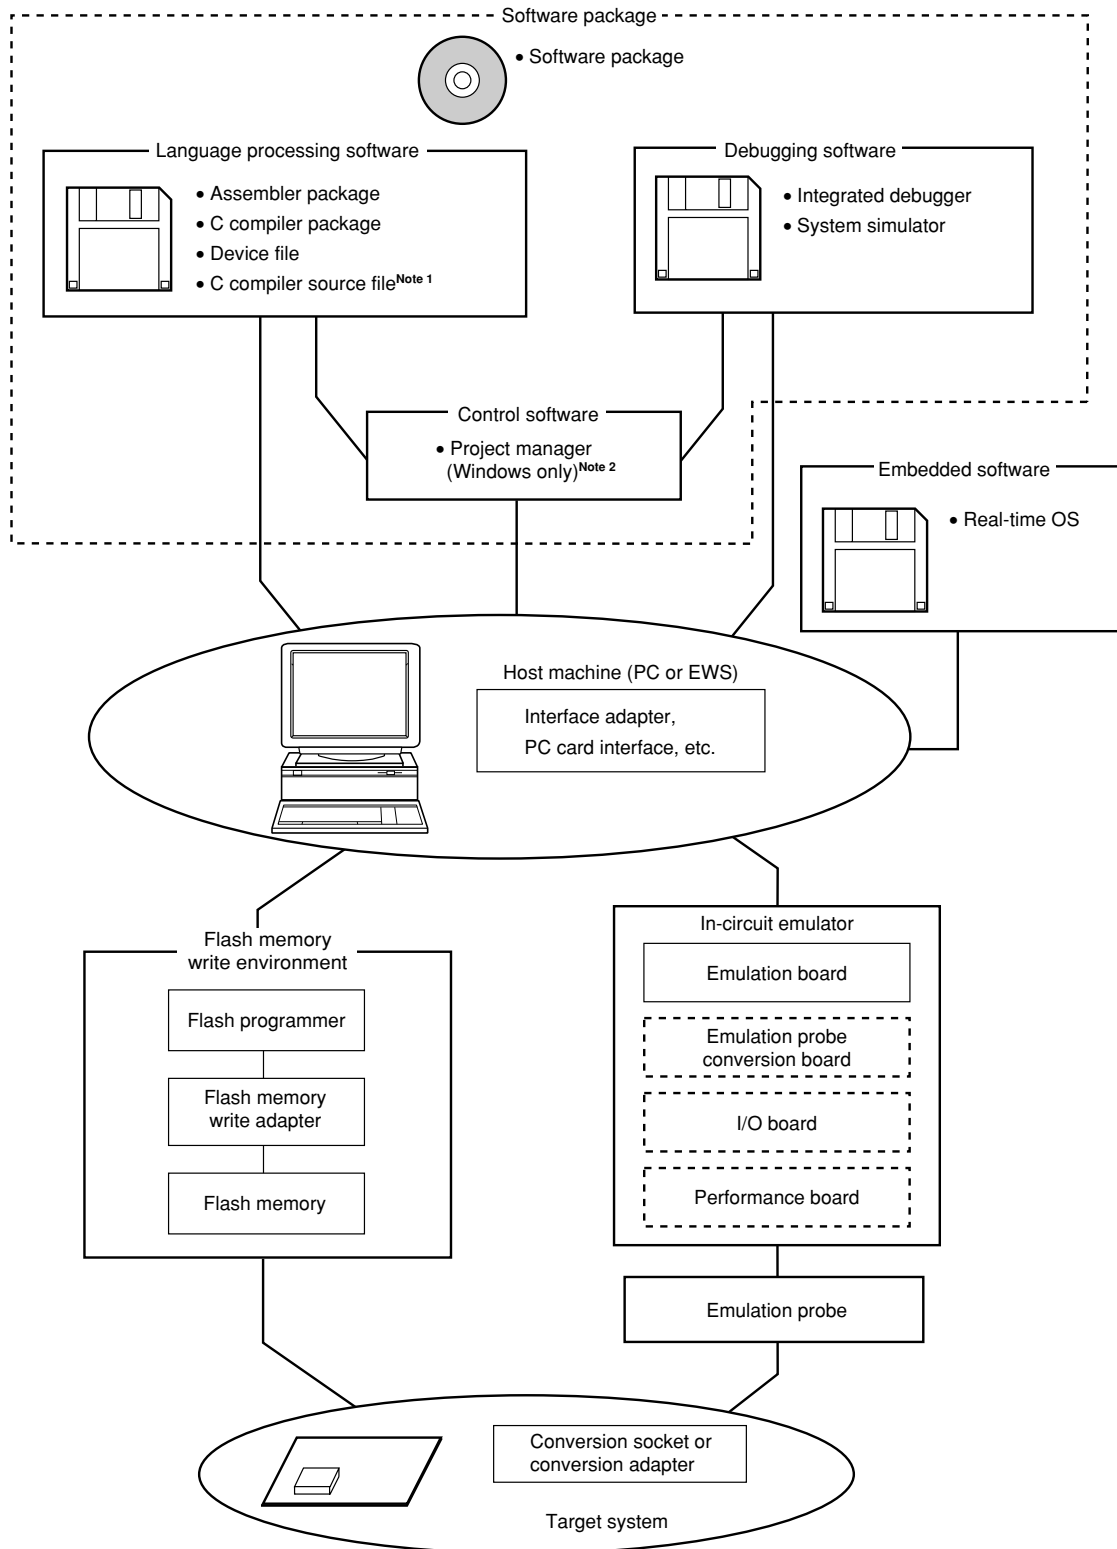 Software package
• Software package
Language processing software
• Assembler package
• C compiler package
• Device file
• C compiler source fileNote 1
Debugging software
• Integrated debugger
• System simulator
Control software
• Project manager
(Windows only)Note 2
Embedded software
• Real-time OS
Host machine (PC or EWS)
Interface adapter,
PC card interface, etc.
Flash memory
write environment
Flash programmer
Flash memory
write adapter
Flash memory
In-circuit emulator
Emulation board
Emulation probe
conversion board
I/O board
Performance board
Emulation probe
Conversion socket or
conversion adapter
Target system